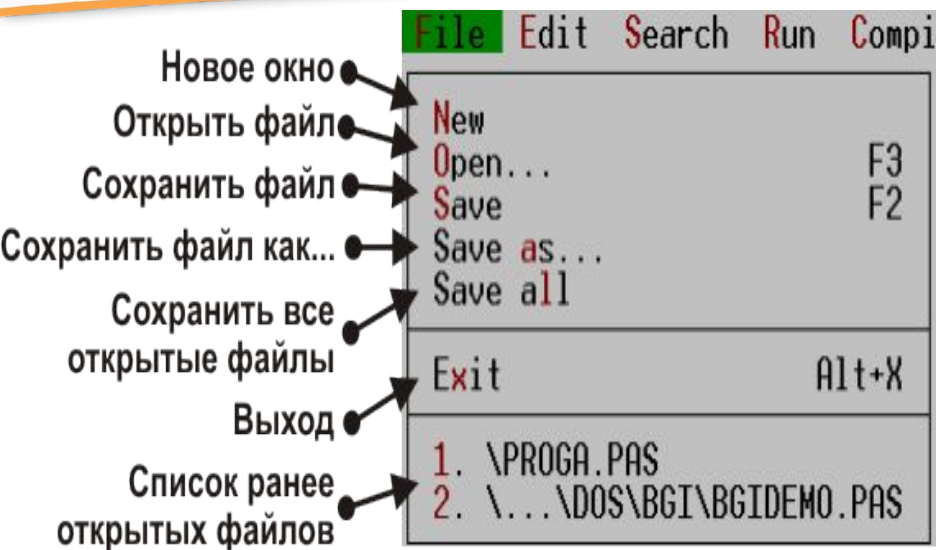 File Edit Search Run Compi
Новое окно
Открыть файл
Сохранить файл
Сохранить файл как...
Сохранить все
открытые файлы
Выход
Список ранее
открытых файлов
New
Open... F3
Save F2
Save as...
Save all
Exit Alt+X
1. \PROGA.PAS
2. \...\DOS\BGI\BGIDEMO.PAS